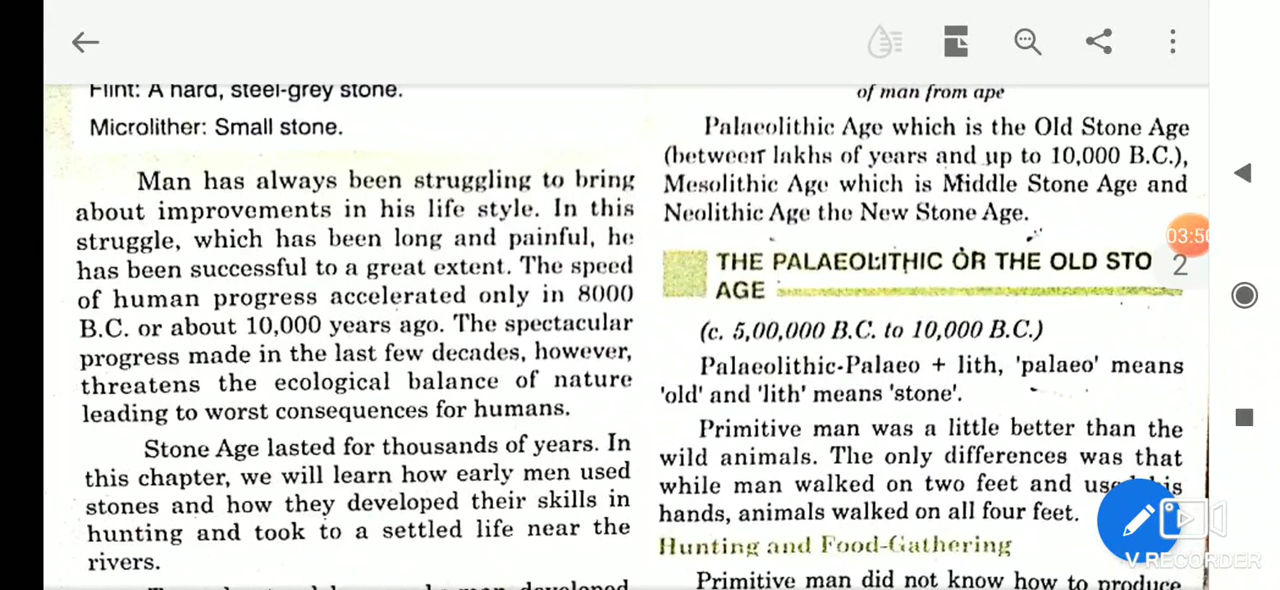 Flint: A hard, steel-grey stone.
Microlither: Small stone.
Man has always been struggling to bring
about improvements in his life style. In this
struggle, which has been long and painful, he
has been successful to a great extent. The speed
of human progress accelerated only in 8000
B.C. or about 10,000 years ago. The spectacular
progress made in the last few decades, however,
threatens the ecological balance of nature
leading to worst consequences for humans.
Stone Age lasted for thousands of years. In
this chapter, we will learn how early men used
stones and how they developed their skills in
hunting and took to a settled life near the
rivers.
of man from ape
Palaeolithic Age which is the Old Stone Age
(between lakhs of years and up to 10,000 B.C.),
Mesolithic Age which is Middle Stone Age and
Neolithic Age the New Stone Age.
THE PALAEOLITHIC OR THE OLD STO
AGE
(c. 5,00,000 B.C. to 10,000 B.C.)
Palaeolithic-Palaeo + lith, 'palaeo' means
'old' and 'lith' means 'stone'.
Primitive man was a little better than the
wild animals. The only differences was that
while man walked on two feet and used his
hands, animals walked on all four feet.
Hunting and Food-Gathering
Primitive man did not know how to produce
03:50
2
V RECORDER